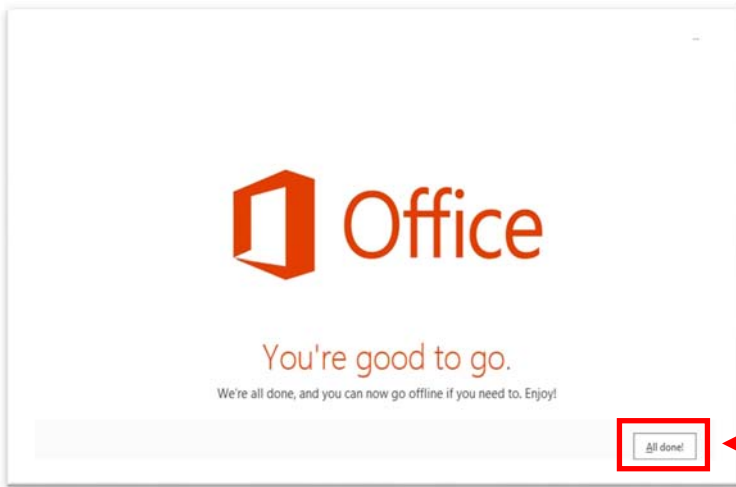 Office
You're good to go.
We're all done, and you can now go offline if you need to. Enjoy!
All done!